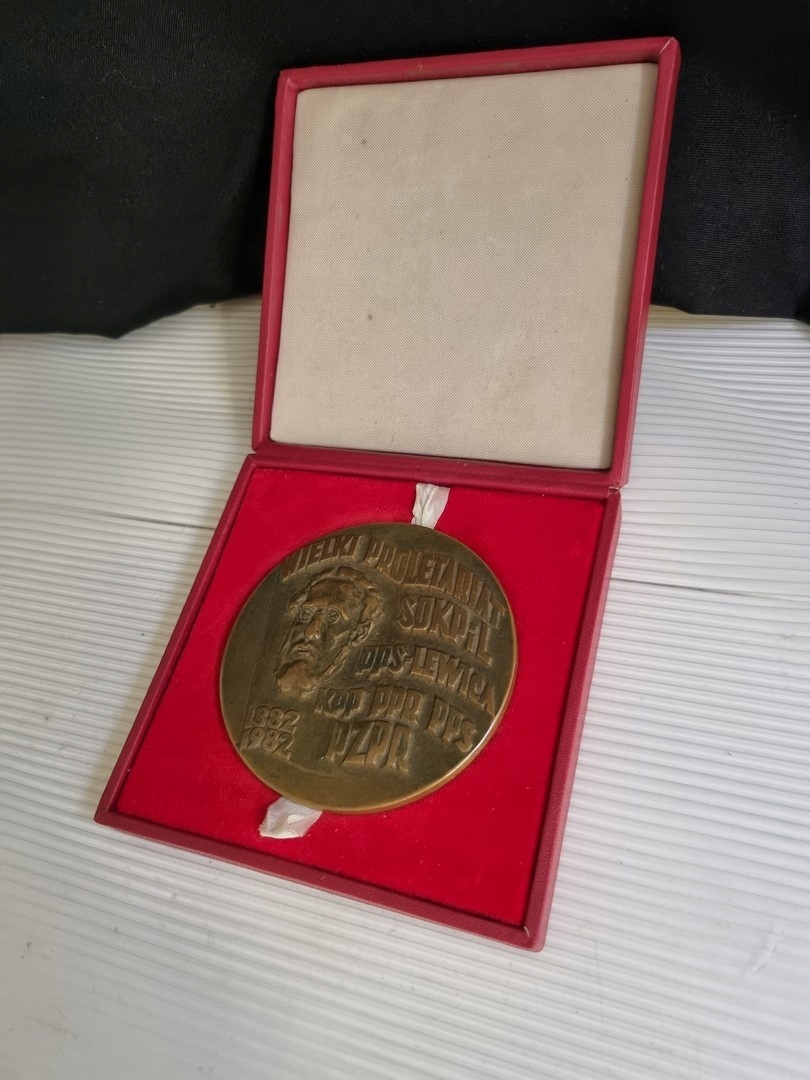 WIELKI PROLETARIAT
SDKPiL
PPS-LEWICA
KPP PPR PPS
PZPR
1882
1982